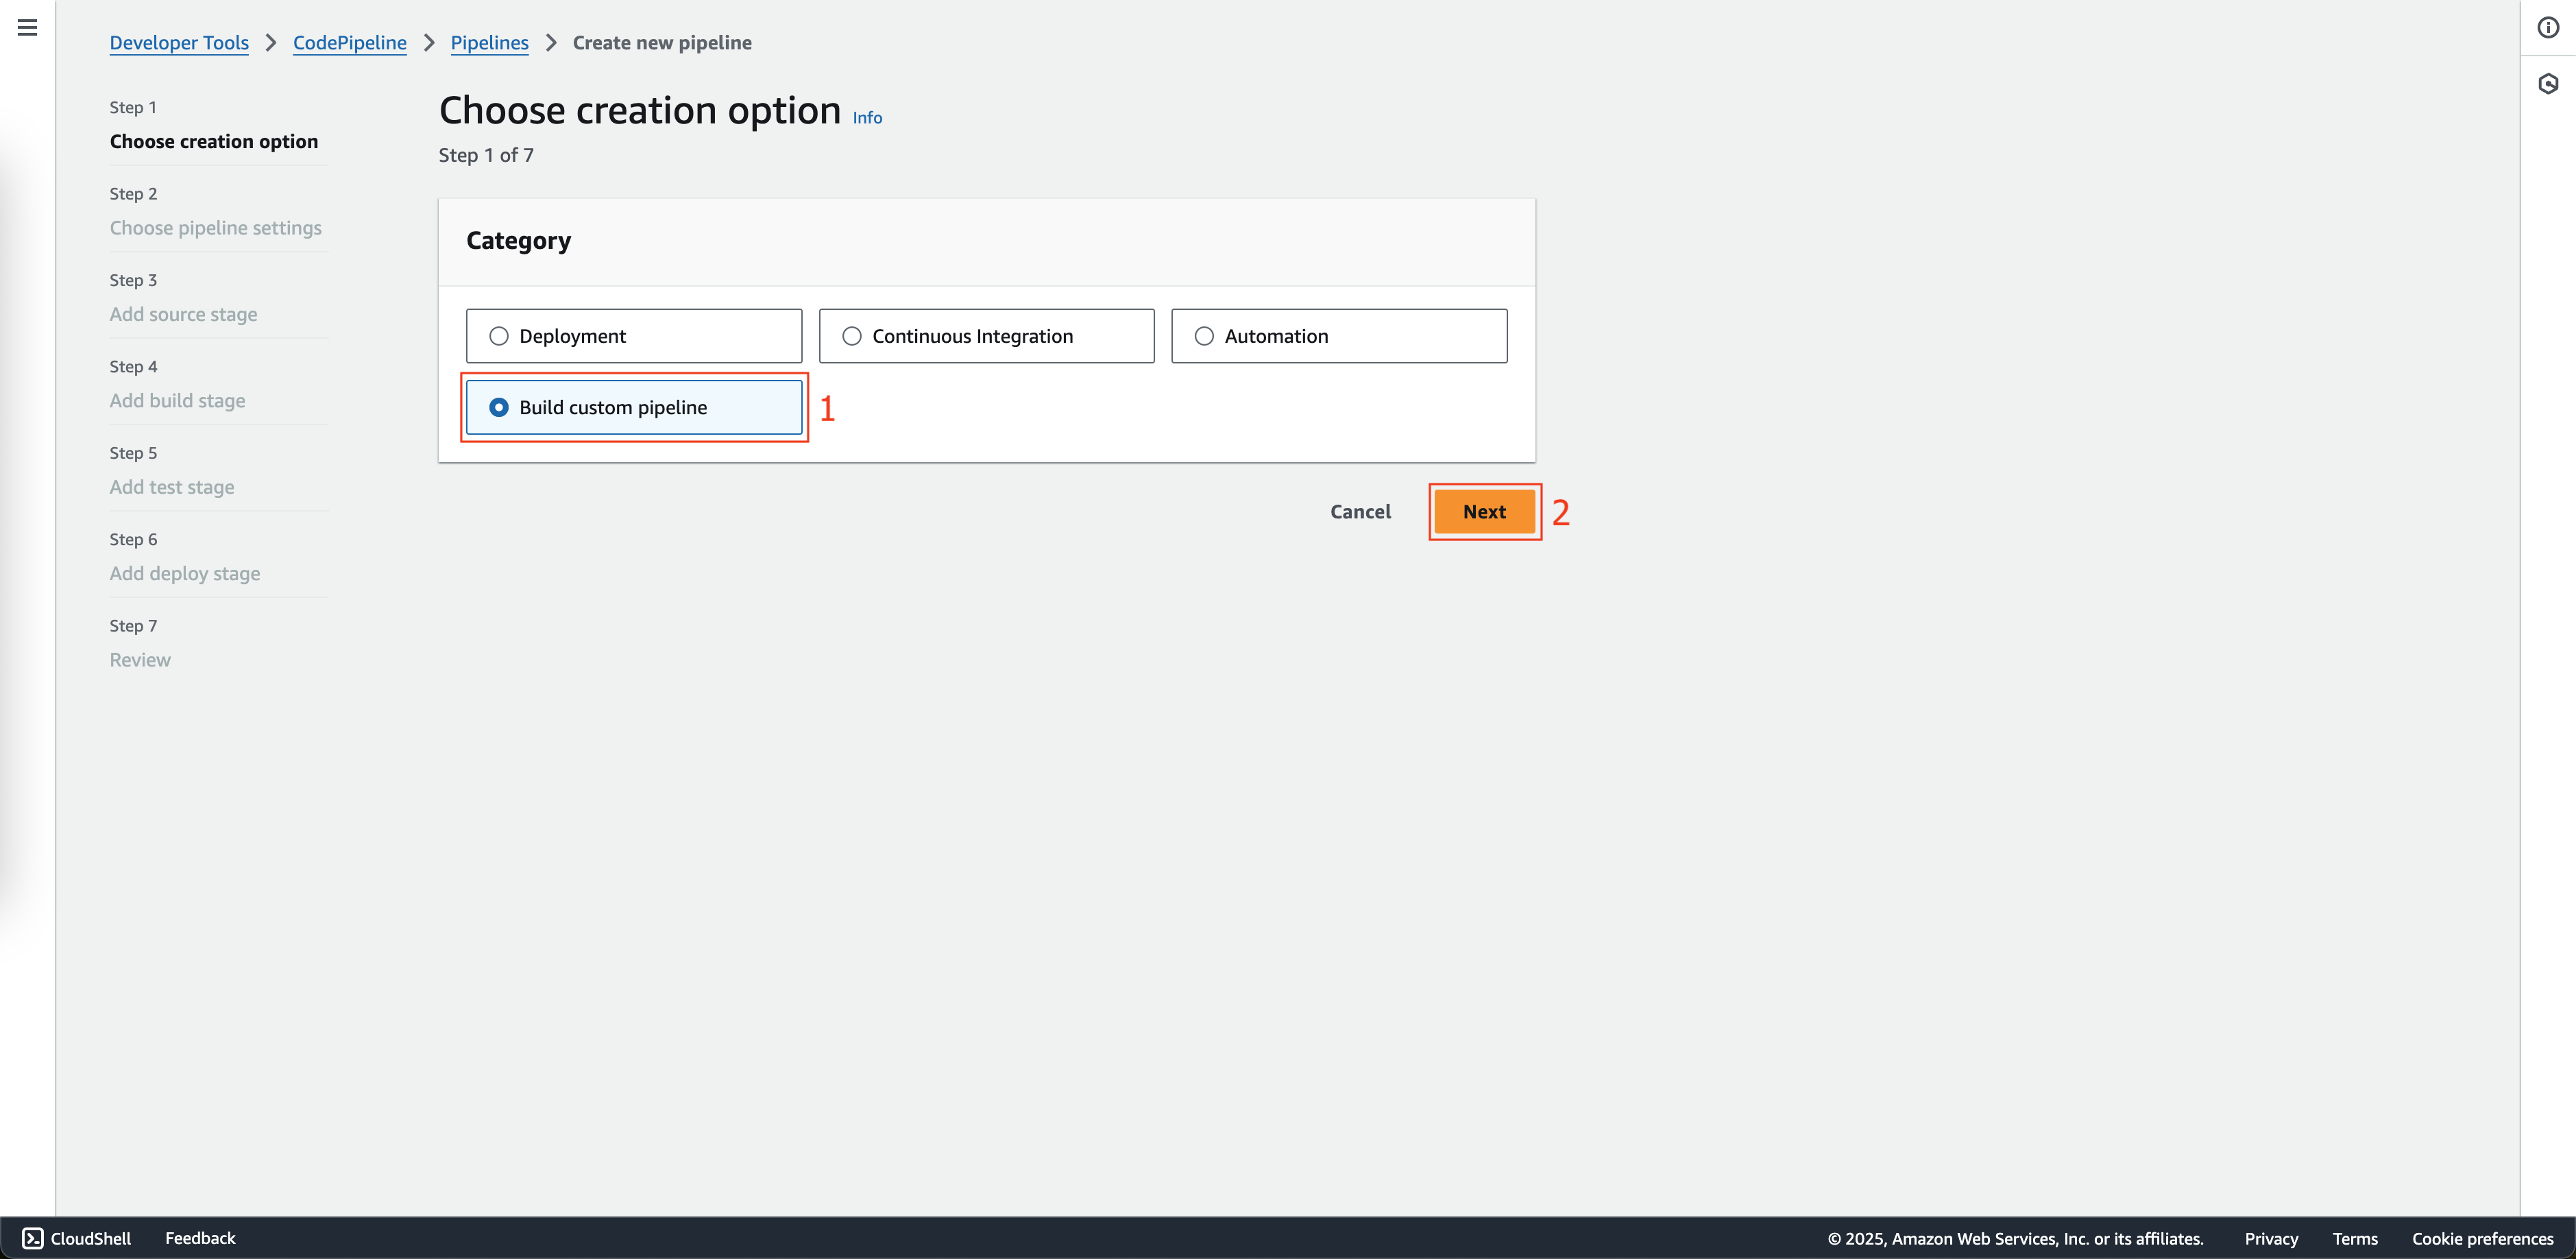 Developer Tools > CodePipeline > Pipelines > Create new pipeline
Step 1
Choose creation option
Step 2
Choose pipeline settings
Step 3
Add source stage
Step 4
Add build stage
Step 5
Add test stage
Step 6
Add deploy stage
Step 7
Review
Choose creation option Info
Step 1 of 7
Category
Deployment
Continuous Integration
Automation
Build custom pipeline
1
Cancel
Next
2
CloudShell
Feedback
© 2025, Amazon Web Services, Inc. or its affiliates.
Privacy
Terms
Cookie preferences